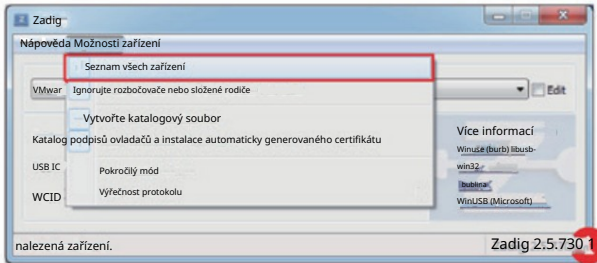 Zadig
Nápověda Možnosti zařízení
Seznam všech zařízení
VMwar Ignorujte rozbočovače nebo složené rodiče
Edit
Vytvořte katalogový soubor
Katalog podpisů ovladačů a instalace automaticky generovaného certifikátu
USB IC
Pokročilý mód
WCID
Výřečnost protokolu
Více informací
Winuse (burb) libusb-
win32
bublina
WinUSB (Microsoft)
nalezená zařízení.
Zadig 2.5.730 1